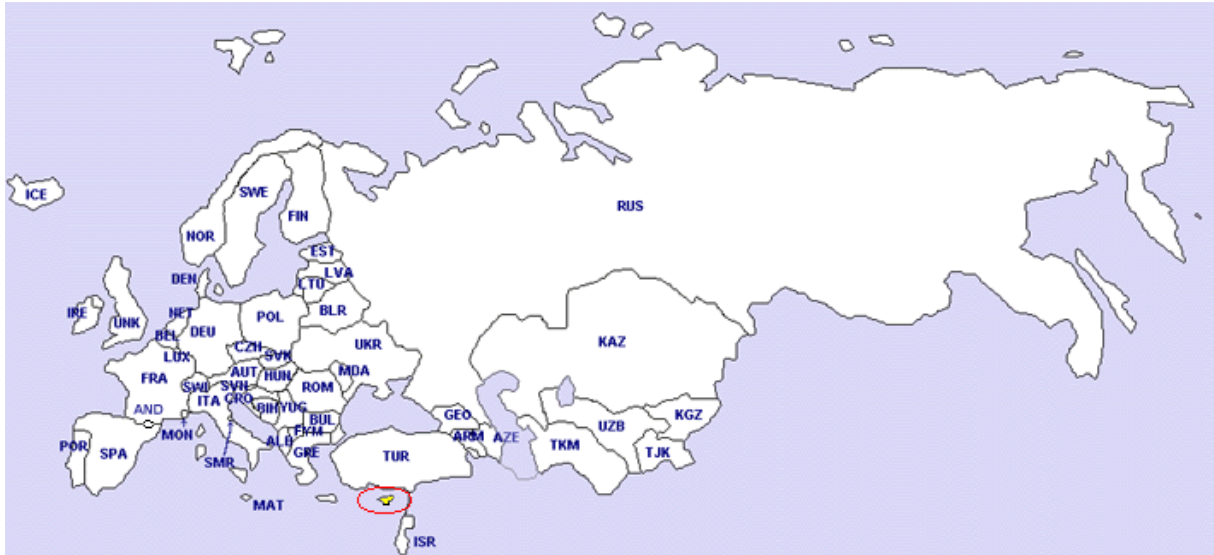 ICE
SWE
FIN
NOR
RUS
EST
LVA
LTU
DEN
IRE
UNK
NET
BEL
DEU
POL
BLR
LUX
CZH
SVK
UKR
KAZ
FRA
SWI
AUT
HUN
MDA
SVN
ROM
ITA
CRO
BIH
YUG
AND
MON
BUL
FYM
GEO
ARM
AZE
UZB
KGZ
TKM
TJK
POR
SPA
SMR
ALB
GRE
TUR
MAT
ISR